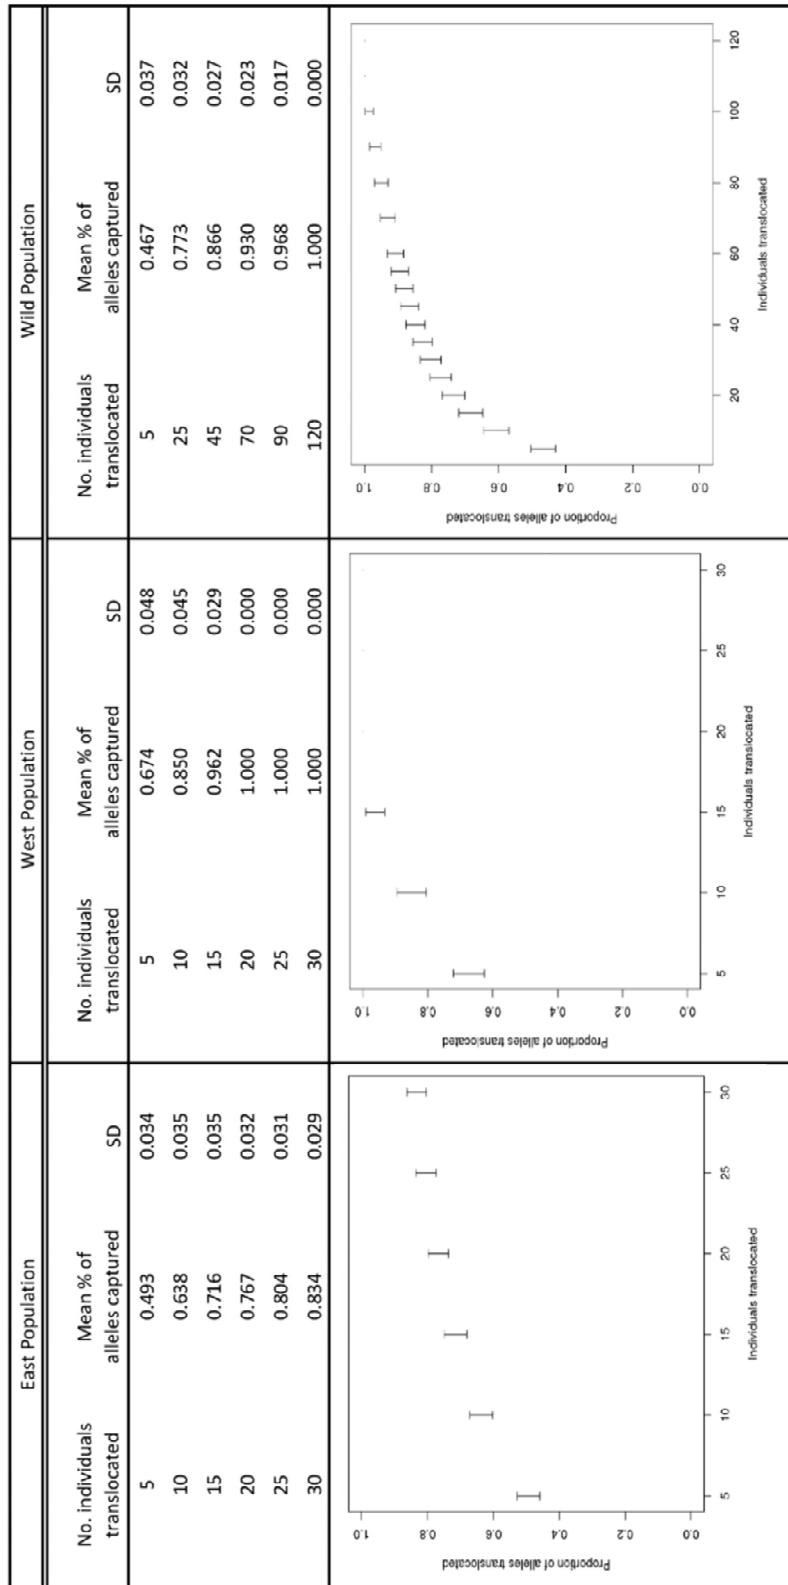 East Population
No. individuals translocated Mean % of alleles captured SD
5 0.493 0.034
10 0.638 0.035
15 0.716 0.035
20 0.767 0.032
25 0.804 0.031
30 0.834 0.029
Proportion of alleles translocated
1.0
0.8
0.6
0.4
0.2
0.0
5 10 15 20 25 30
Individuals translocated
West Population
No. individuals translocated Mean % of alleles captured SD
5 0.674 0.048
10 0.850 0.045
15 0.962 0.029
20 1.000 0.000
25 1.000 0.000
30 1.000 0.000
Proportion of alleles translocated
1.0
0.8
0.6
0.4
0.2
0.0
5 10 15 20 25 30
Individuals translocated
Wild Population
No. individuals translocated Mean % of alleles captured SD
5 0.467 0.037
25 0.773 0.032
45 0.866 0.027
70 0.930 0.023
90 0.968 0.017
120 1.000 0.000
Proportion of alleles translocated
1.0
0.8
0.6
0.4
0.2
0.0
20 40 60 80 100 120
Individuals translocated